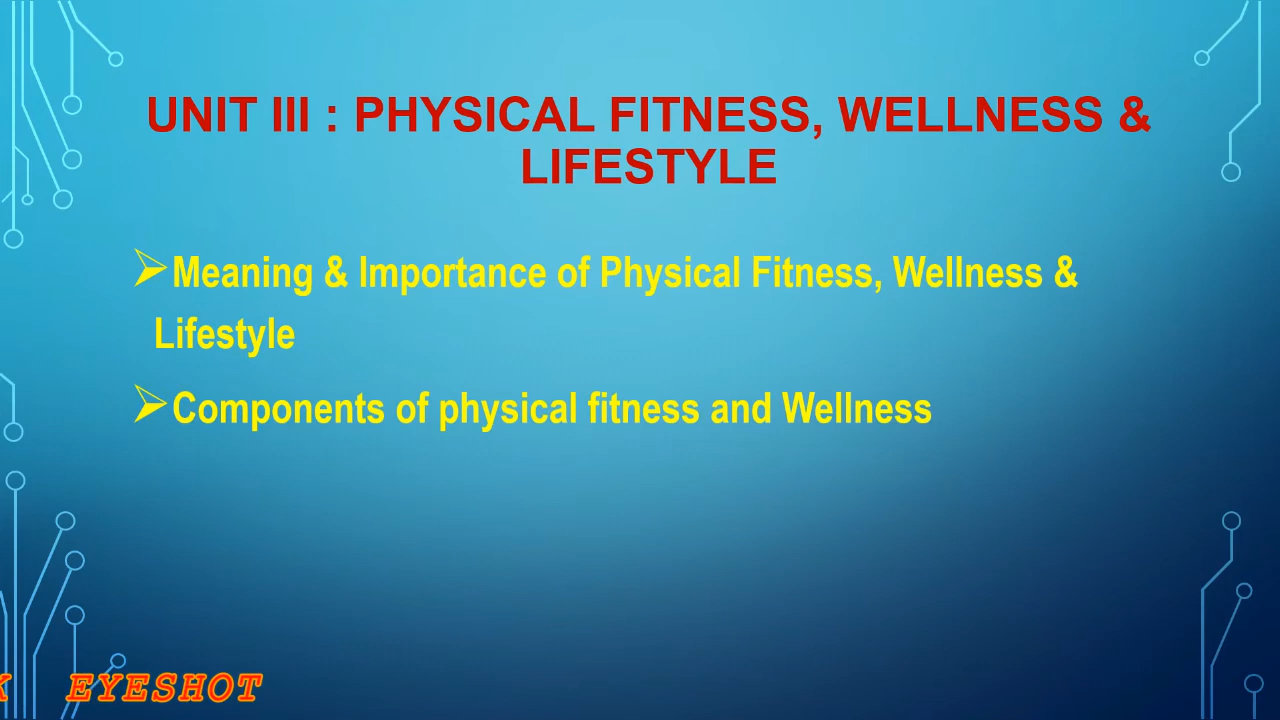 UNIT III : PHYSICAL FITNESS, WELLNESS &
LIFESTYLE
➢Meaning & Importance of Physical Fitness, Wellness &
Lifestyle
➢Components of physical fitness and Wellness
K EYESHOT